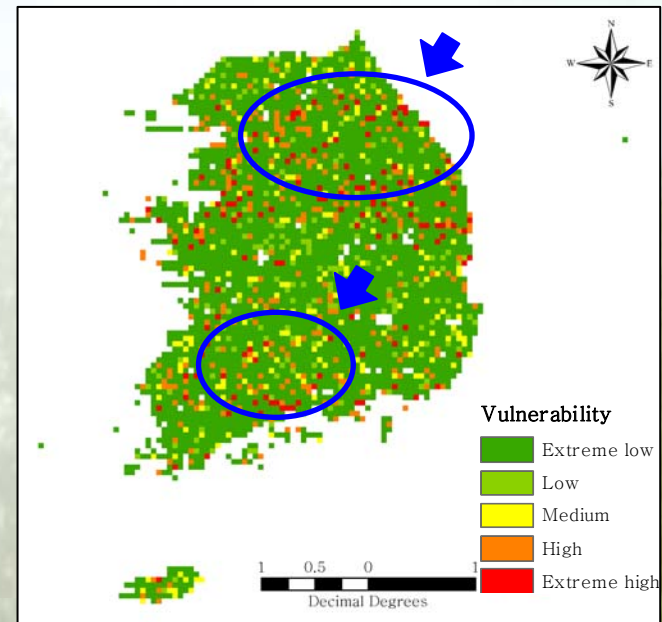 N
W E
S
Vulnerability
Extreme low
Low
Medium
High
Extreme high
1 0.5 0 1
Decimal Degrees